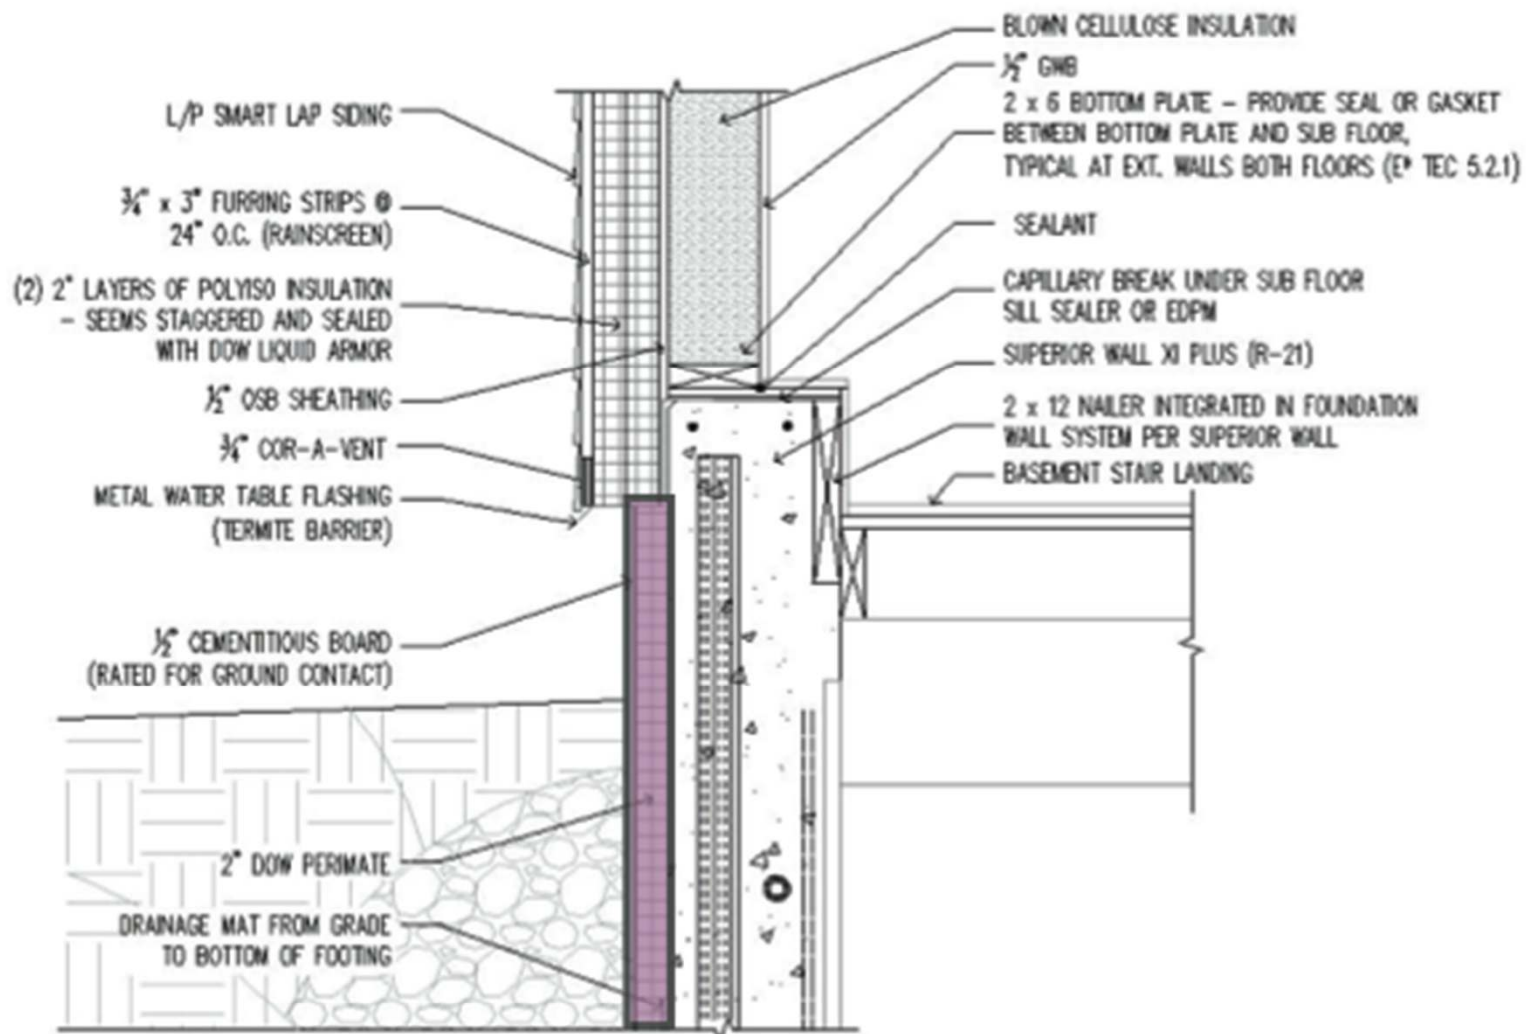 L/P SMART LAP SIDING
¾" x 3" FURRING STRIPS @
24" O.C. (RAINSCREEN)
(2) 2" LAYERS OF POLYISO INSULATION
- SEEMS STAGGERED AND SEALED
WITH DOW LIQUID ARMOR
½" OSB SHEATHING
¾" COR-A-VENT
METAL WATER TABLE FLASHING
(TERMITE BARRIER)
½" CEMENTITIOUS BOARD
(RATED FOR GROUND CONTACT)
2" DOW PERIMATE
DRAINAGE MAT FROM GRADE
TO BOTTOM OF FOOTING
BLOWN CELLULOSE INSULATION
½" GWB
2 x 6 BOTTOM PLATE - PROVIDE SEAL OR GASKET
BETWEEN BOTTOM PLATE AND SUB FLOOR,
TYPICAL AT EXT. WALLS BOTH FLOORS (E* TEC 5.2.1)
SEALANT
CAPILLARY BREAK UNDER SUB FLOOR
SILL SEALER OR EDPM
SUPERIOR WALL XI PLUS (R-21)
2 x 12 NAILER INTEGRATED IN FOUNDATION
WALL SYSTEM PER SUPERIOR WALL
BASEMENT STAIR LANDING